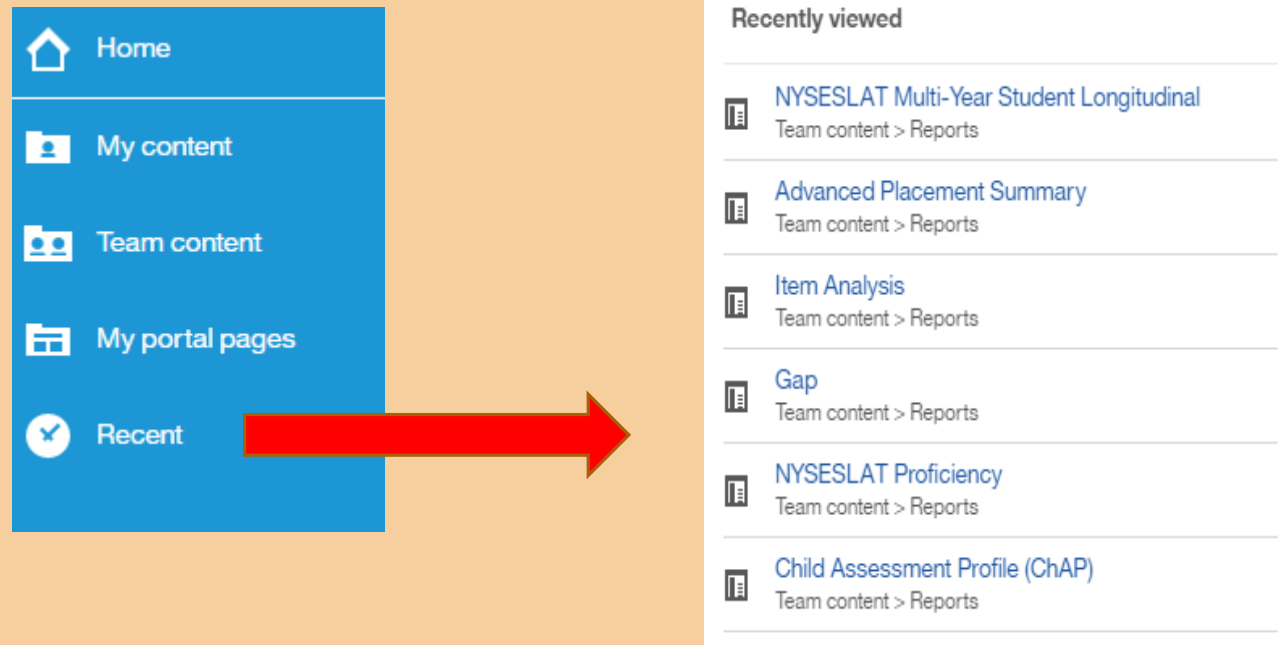 Home
My content
Team content
My portal pages
Recent
Recently viewed
NYSESLAT Multi-Year Student Longitudinal
Team content > Reports
Advanced Placement Summary
Team content > Reports
Item Analysis
Team content > Reports
Gap
Team content > Reports
NYSESLAT Proficiency
Team content > Reports
Child Assessment Profile (ChAP)
Team content > Reports